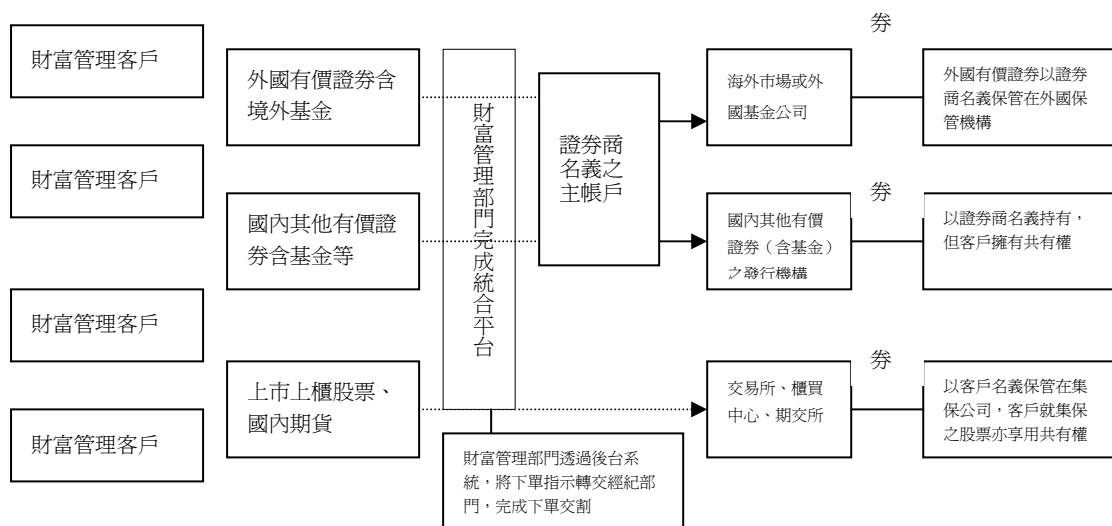 財富管理客戶
財富管理客戶
財富管理客戶
財富管理客戶
外國有價證券含
境外基金
國內其他有價證
券含基金等
上市上櫃股票、
國內期貨
財富管理部門完成統合平台
財富管理部門透過後台系
統，將下單指示轉交經紀部
門，完成下單交割
證券商
名義之
主帳戶
海外市場或外
國基金公司
國內其他有價
證券（含基金）
之發行機構
交易所、櫃買
中心、期交所
券
外國有價證券以證券
商名義保管在外國保
管機構
券
以證券商名義持有，
但客戶擁有共有權
券
以客戶名義保管在集
保公司，客戶就集保
之股票亦享用共有權